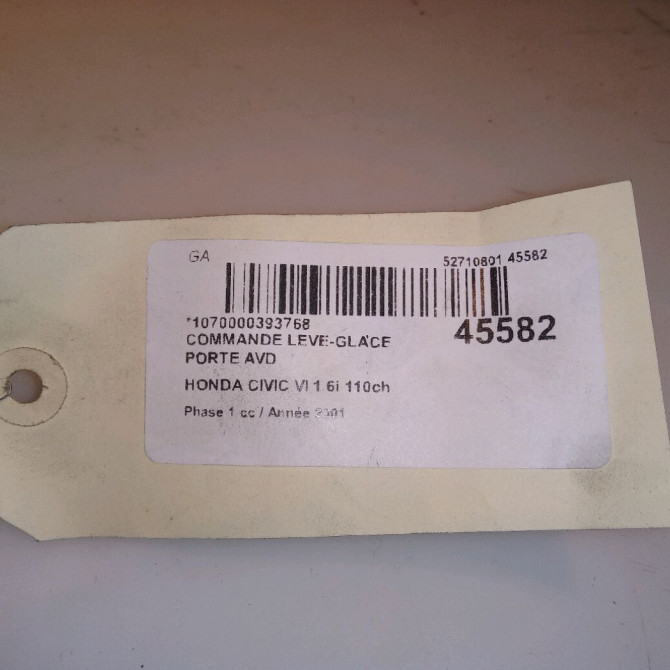 GA
52710801 45582
*1070000393768
45582
COMMANDE LEVE-GLACE
PORTE AVD
HONDA CIVIC VI 1 6i 110ch
Phase 1 cc / Année 2001